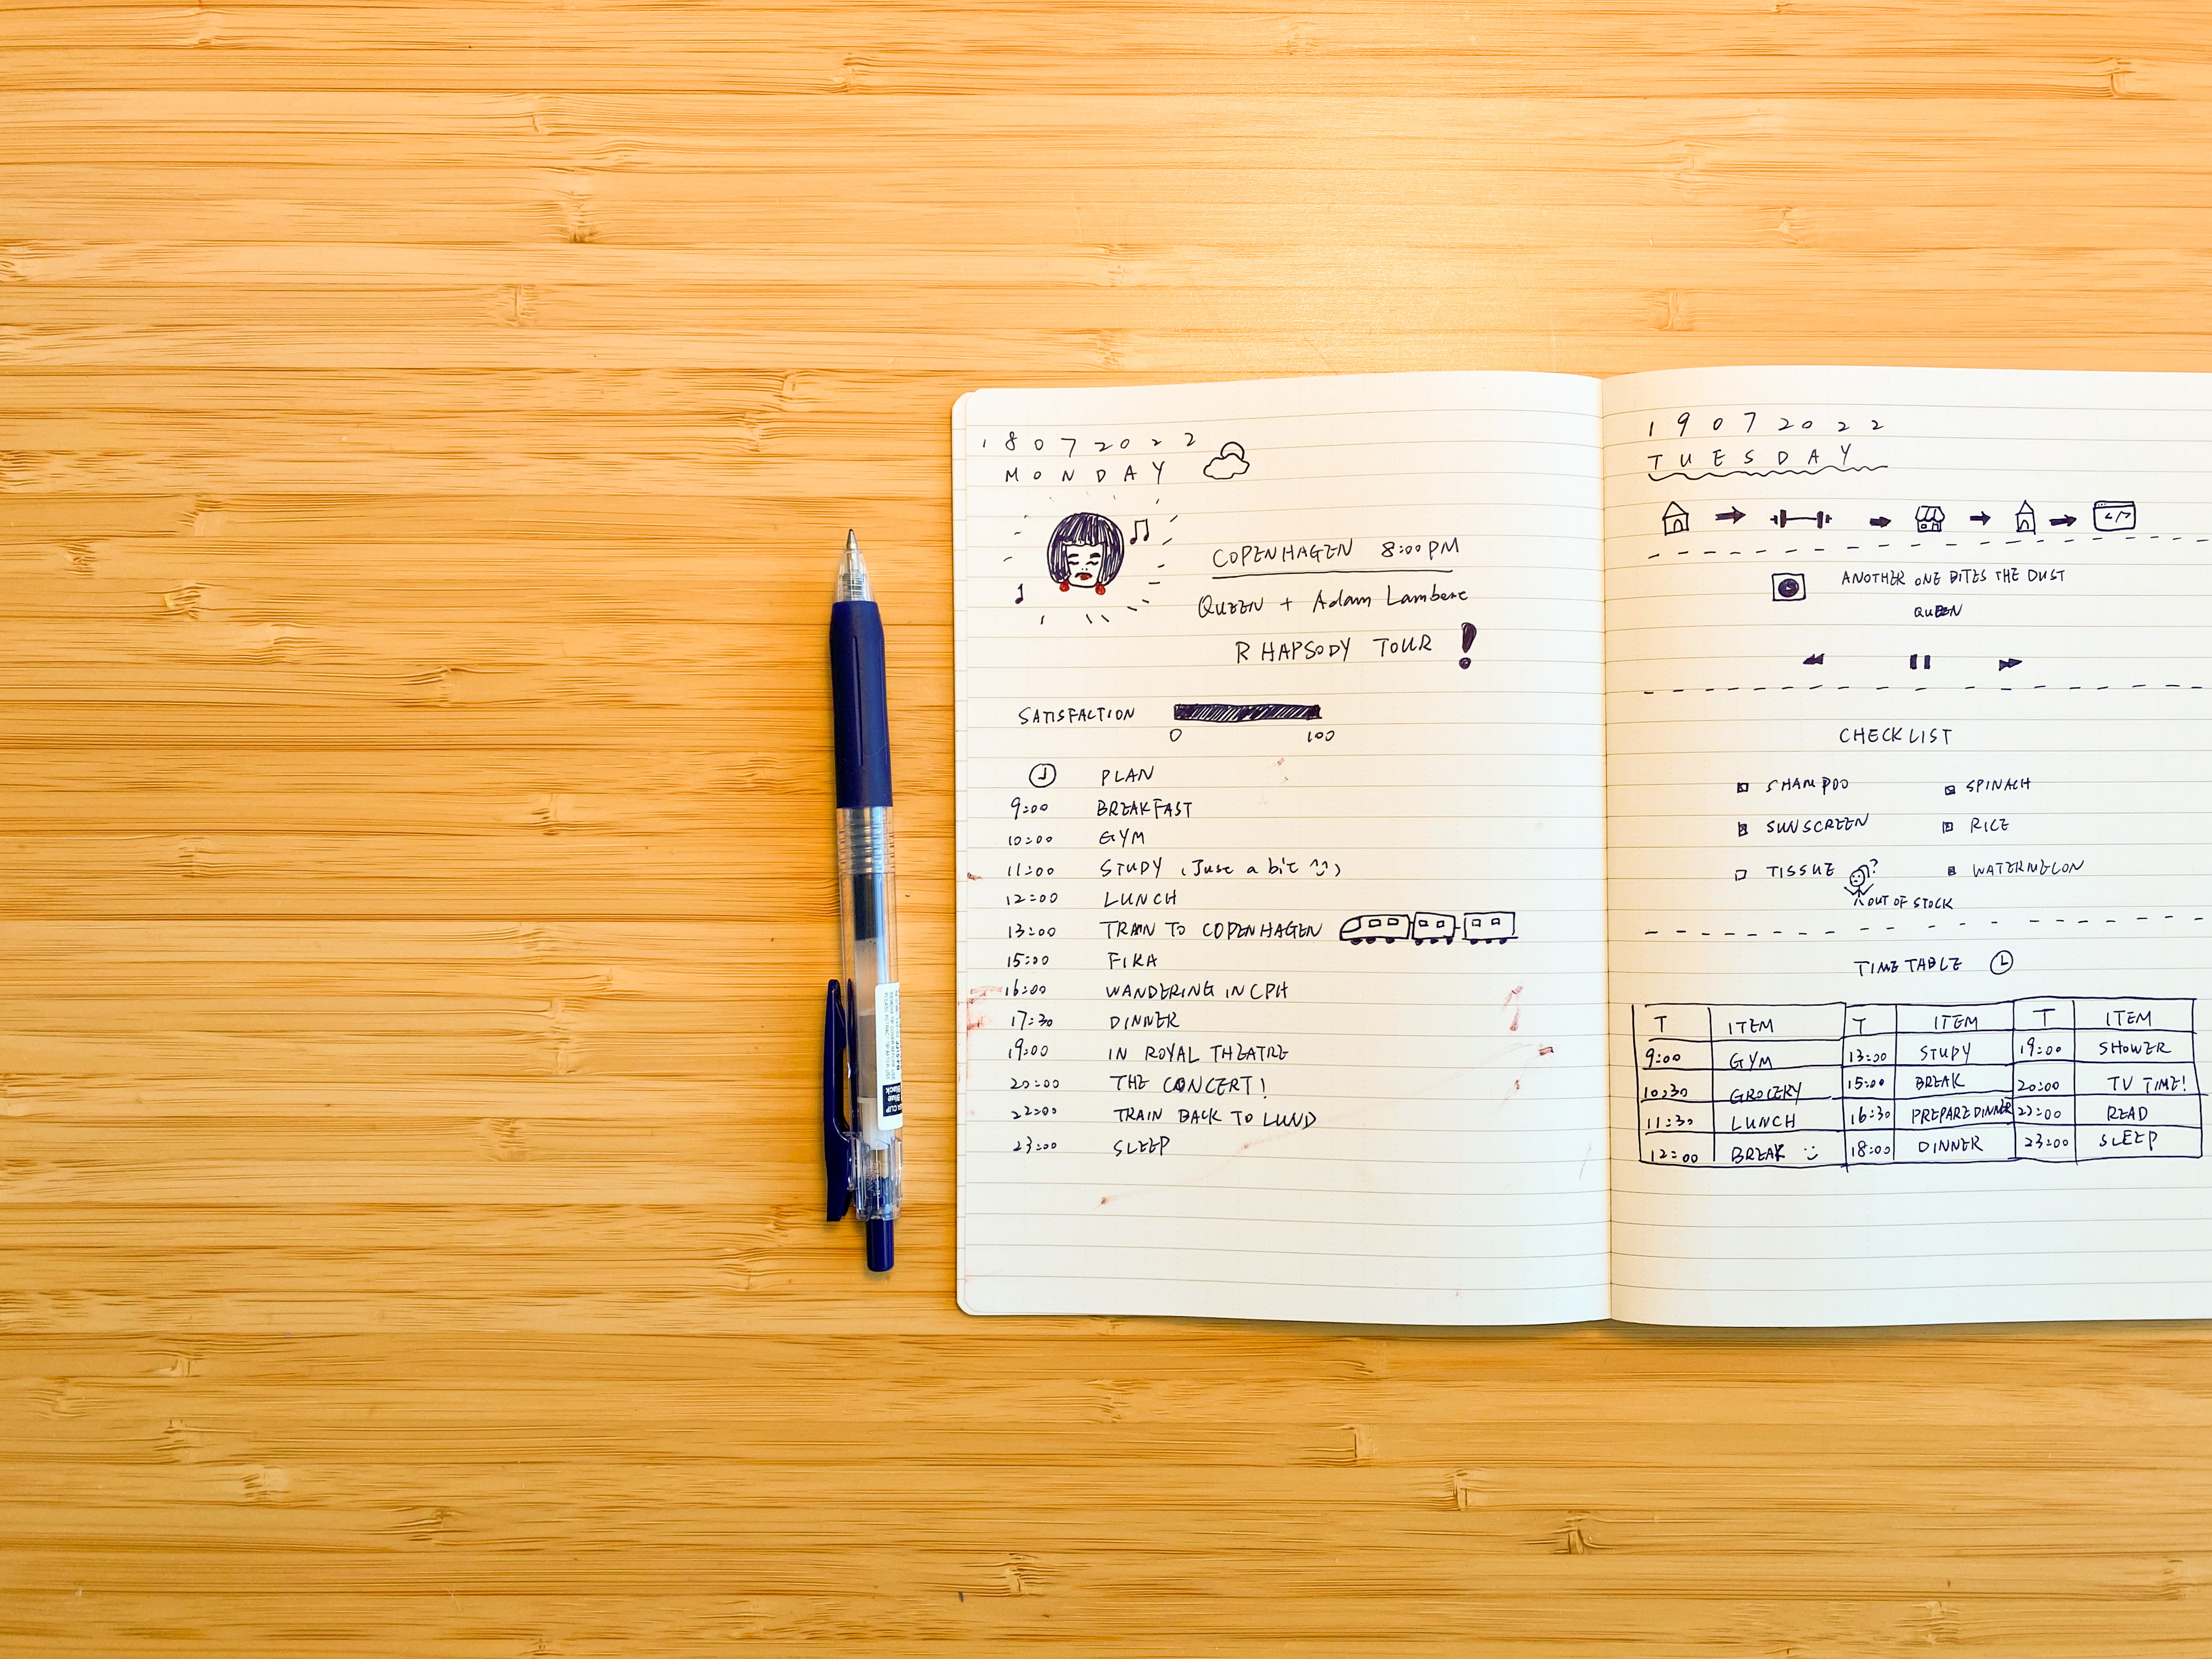 18072022
MONDAY
COPENHAGEN 8:00PM
QUEEN + Adam Lambert
RHAPSODY TOUR !
SATISFACTION
0 100
PLAN
9:00 BREAKFAST
10:00 GYM
11:00 STUDY (Just a bit ^^)
12:00 LUNCH
13:00 TRAIN TO COPENHAGEN
15:00 FIKA
16:00 WANDERING IN CPH
17:30 DINNER
19:00 IN ROYAL THEATRE
20:00 THE CONCERT!
22:00 TRAIN BACK TO LUND
23:00 SLEEP
19072022
TUESDAY
</>
ANOTHER ONE BITES THE DUST
QUEEN
CHECKLIST
SHAMPOO SPINACH
SUNSCREEN RICE
TISSUE ? WATERMELON
OUT OF STOCK
TIMETABLE
T ITEM T ITEM T ITEM
9:00 GYM 13:00 STUDY 19:00 SHOWER
10:30 GROCERY 15:00 BREAK 20:00 TV TIME!
11:30 LUNCH 16:30 PREPARE DINNER 22:00 READ
12:00 BREAK :) 18:00 DINNER 23:00 SLEEP
Blue
Black